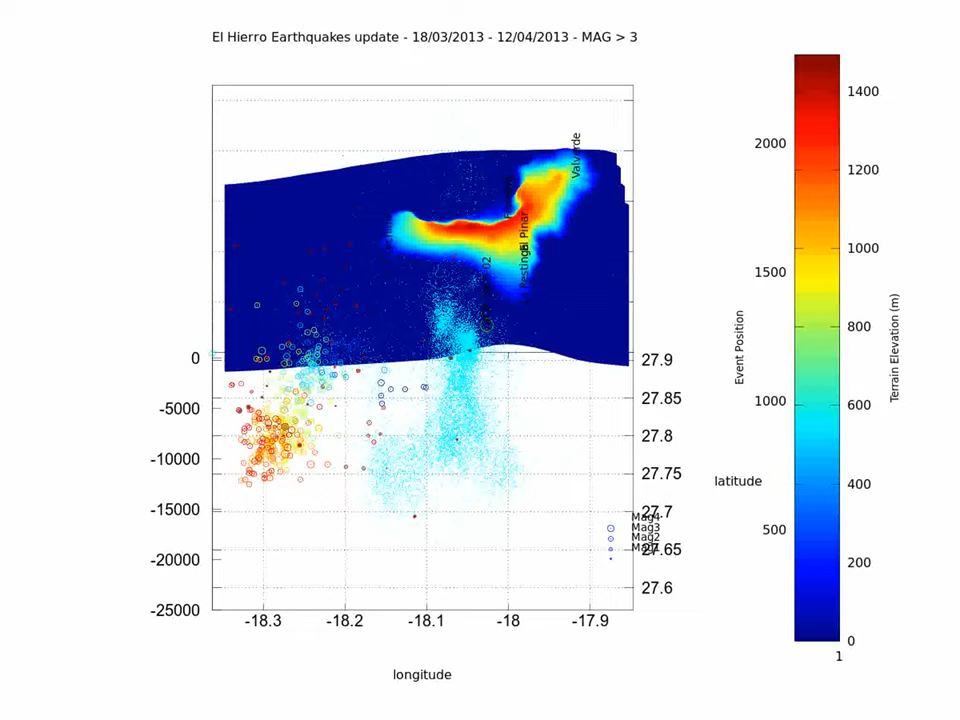 El Hierro Earthquakes update - 18/03/2013 - 12/04/2013 - MAG > 3
Valverde
El Pinar
Restinga
02
0
-5000
-10000
-15000
-20000
-25000
27.9
27.85
27.8
27.75
27.7
27.65
27.6
-18.3
-18.2
-18.1
-18
-17.9
longitude
latitude
Mag4
Mag3
Mag2
2000
1500
1000
500
Event Position
1400
1200
1000
800
600
400
200
0
Terrain Elevation (m)
1